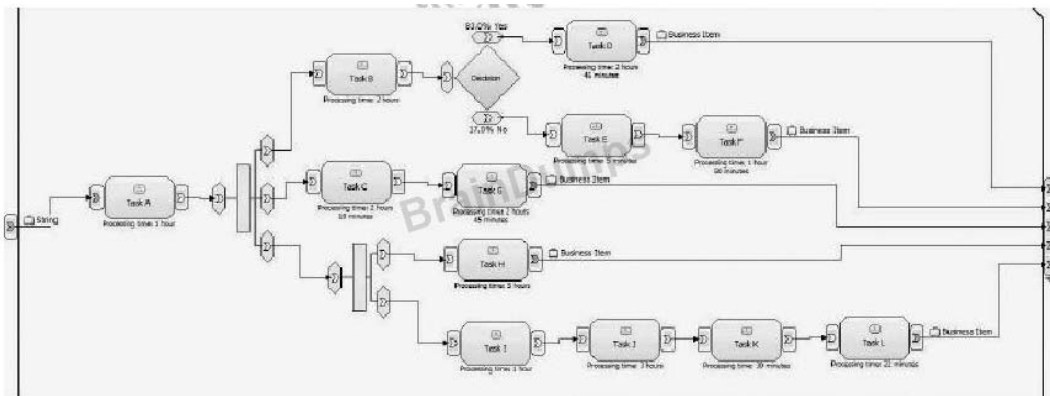 83.0% Yes
Business Item
Task D
Processing time: 2 hours
41 minutes
Task B
Processing time: 2 hours
Decision
17.0% No
Task E
Processing time: 5 minutes
Task F
Processing time: 1 hour
minutes
Business Item
BrainDumps
String
Task A
Processing time: 1 hour
Task C
Processing time: 2 hours
minutes
Task G
Processing time: 2 hours
45 minutes
Business Item
Task H
Processing time: 5 hours
Business Item
Task I
Processing time: 1 hour
Task J
Processing time: 3 hours
Task K
Processing time: 30 minutes
Task L
Processing time: 22 minutes
Business Item